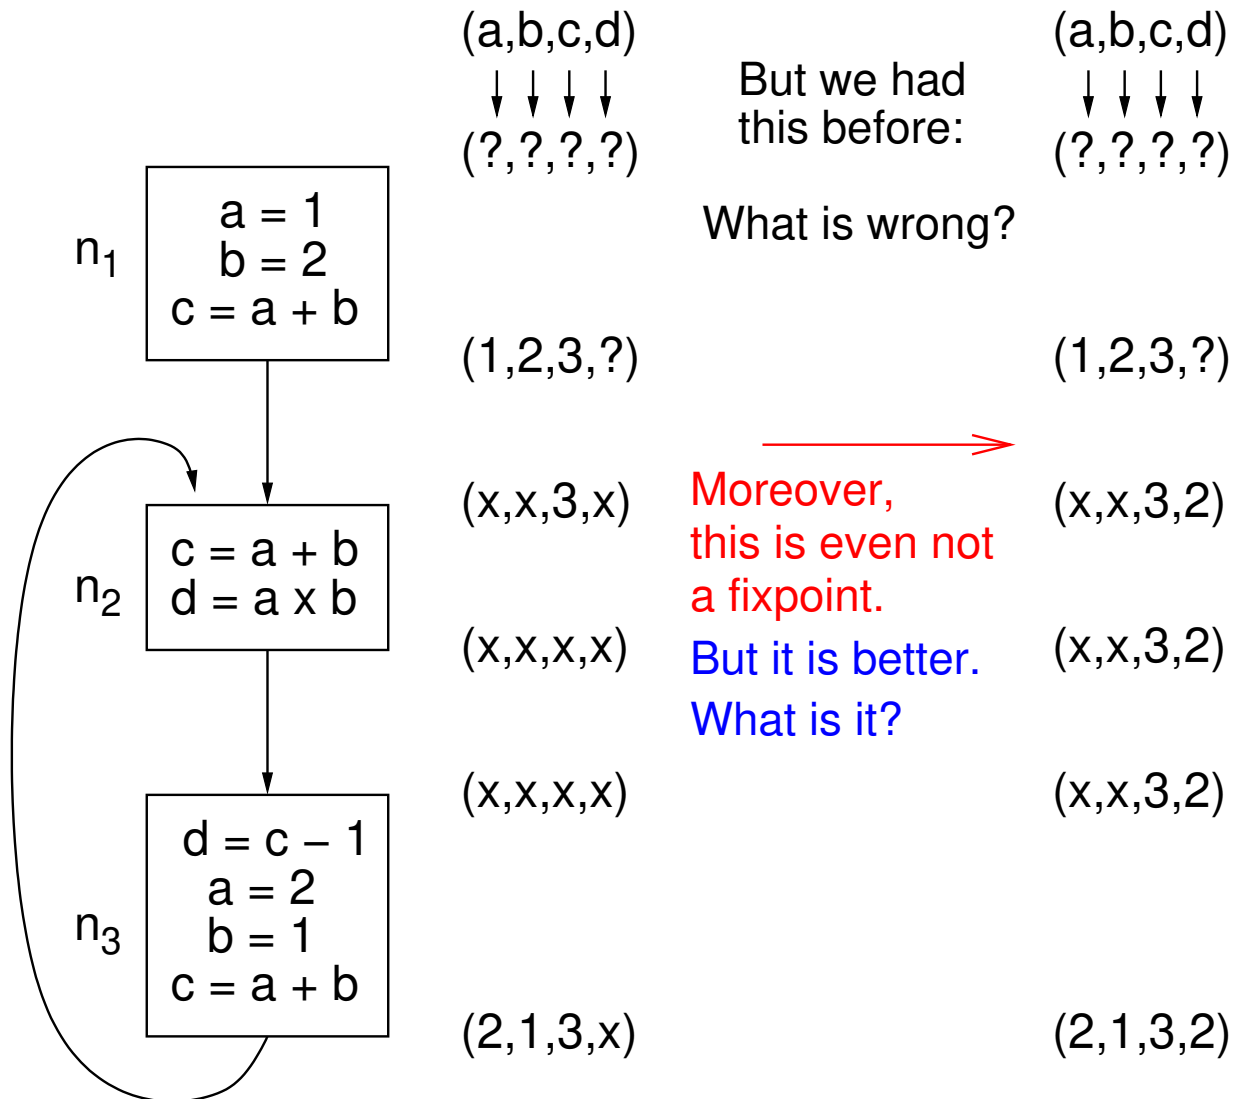 (a,b,c,d)
(?,?,?,?)
But we had
this before:
What is wrong?
(a,b,c,d)
(?,?,?,?)
n1
a = 1
b = 2
c = a + b
(1,2,3,?)
(1,2,3,?)
(x,x,3,x)
Moreover,
this is even not
a fixpoint.
(x,x,3,2)
n2
c = a + b
d = a x b
(x,x,x,x)
But it is better.
What is it?
(x,x,3,2)
(x,x,x,x)
(x,x,3,2)
n3
d = c – 1
a = 2
b = 1
c = a + b
(2,1,3,x)
(2,1,3,2)